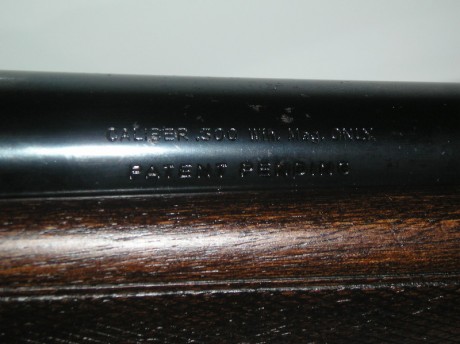 CALIBER .300 WIN. MAG. ONLY.
PATENT PENDING